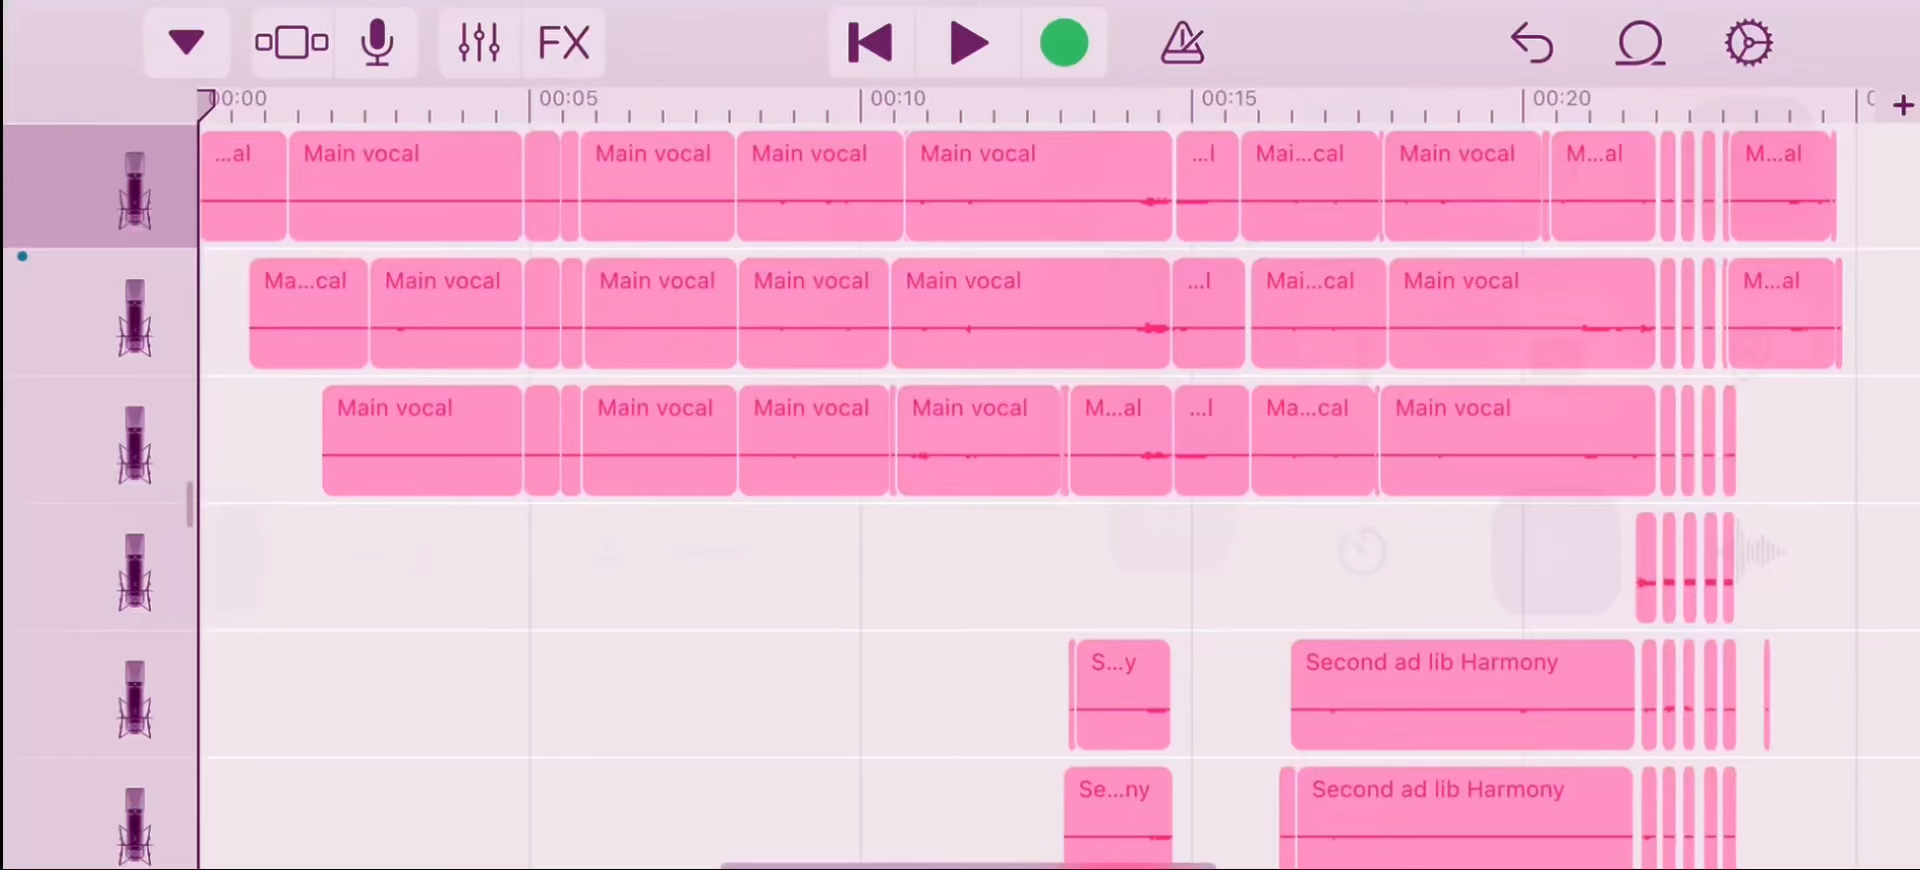 FX
00:00 00:05 00:10 00:15 00:20
...al Main vocal Main vocal Main vocal Main vocal ...l Mai...cal Main vocal M...al M...al
Ma...cal Main vocal Main vocal Main vocal Main vocal ...l Mai...cal Main vocal M...al
Main vocal Main vocal Main vocal Main vocal M...al ...l Ma...cal Main vocal
S...y Second ad lib Harmony
Se...ny Second ad lib Harmony